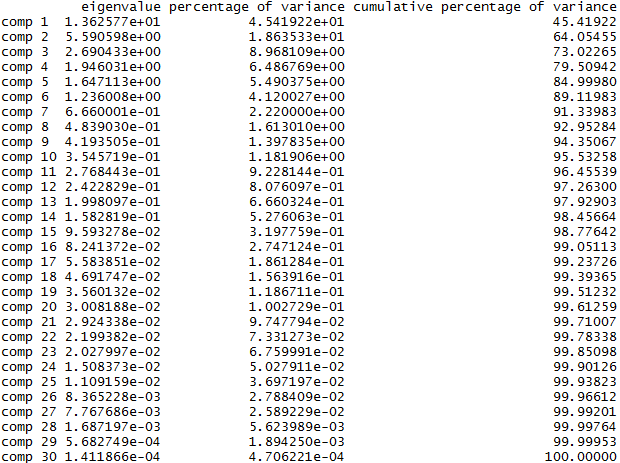 eigenvalue percentage of variance cumulative percentage of variance
comp 1 1.362577e+01 4.541922e+01 45.41922
comp 2 5.590598e+00 1.863533e+01 64.05455
comp 3 2.690433e+00 8.968109e+00 73.02265
comp 4 1.946031e+00 6.486769e+00 79.50942
comp 5 1.647113e+00 5.490375e+00 84.99980
comp 6 1.236008e+00 4.120027e+00 89.11983
comp 7 6.660001e-01 2.220000e+00 91.33983
comp 8 4.839030e-01 1.613010e+00 92.95284
comp 9 4.193505e-01 1.397835e+00 94.35067
comp 10 3.545719e-01 1.181906e+00 95.53258
comp 11 2.768443e-01 9.228144e-01 96.45539
comp 12 2.422829e-01 8.076097e-01 97.26300
comp 13 1.998097e-01 6.660324e-01 97.92903
comp 14 1.582819e-01 5.276063e-01 98.45664
comp 15 9.593278e-02 3.197759e-01 98.77642
comp 16 8.241372e-02 2.747124e-01 99.05113
comp 17 5.583851e-02 1.861284e-01 99.23726
comp 18 4.691747e-02 1.563916e-01 99.39365
comp 19 3.560132e-02 1.186711e-01 99.51232
comp 20 3.008188e-02 1.002729e-01 99.61259
comp 21 2.924338e-02 9.747794e-02 99.71007
comp 22 2.199382e-02 7.331273e-02 99.78338
comp 23 2.027997e-02 6.759991e-02 99.85098
comp 24 1.508373e-02 5.027911e-02 99.90126
comp 25 1.109159e-02 3.697197e-02 99.93823
comp 26 8.365228e-03 2.788409e-02 99.96612
comp 27 7.767686e-03 2.589229e-02 99.99201
comp 28 1.687197e-03 5.623989e-03 99.99764
comp 29 5.682749e-04 1.894250e-03 99.99953
comp 30 1.411866e-04 4.706221e-04 100.00000